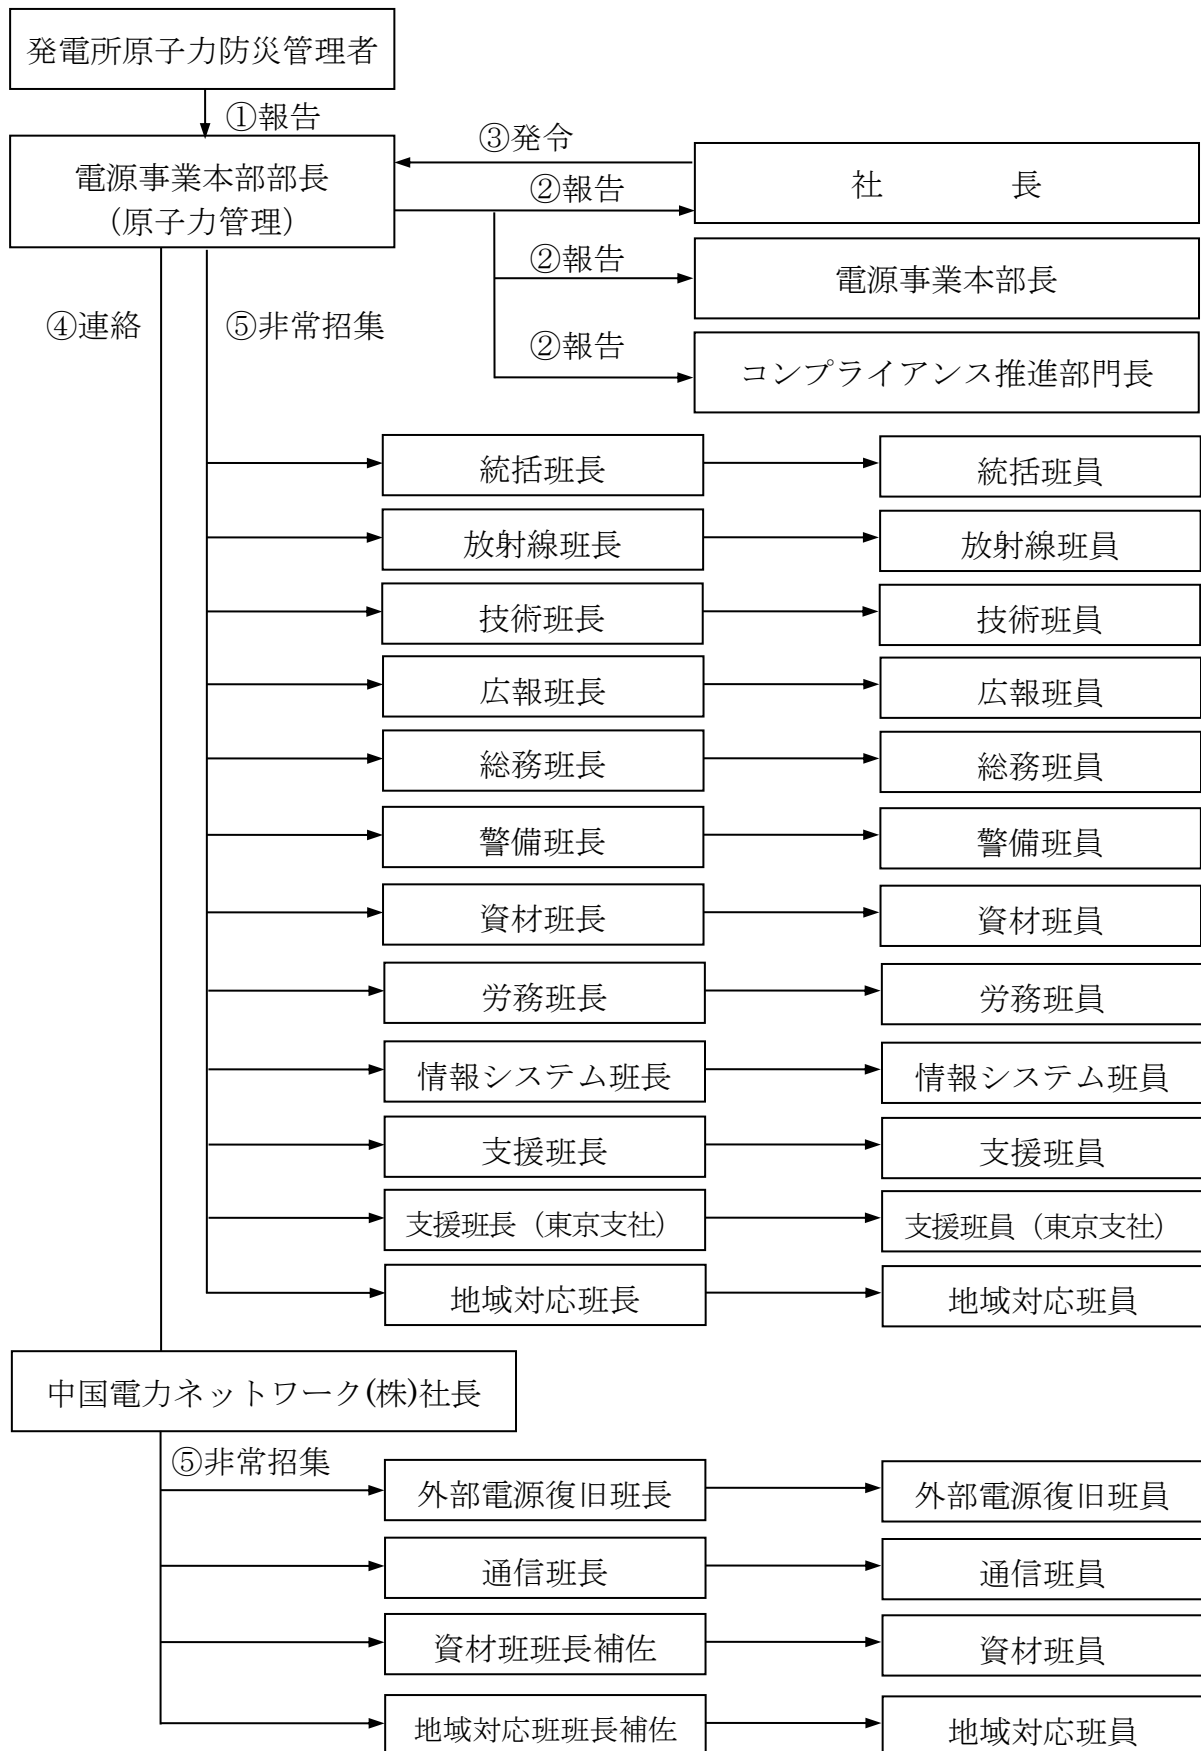 発電所原子力防災管理者
①報告
電源事業本部部長
（原子力管理）
③発令
②報告
社　　　　長
②報告
電源事業本部長
②報告
コンプライアンス推進部門長
④連絡
⑤非常招集
統括班長
統括班員
放射線班長
放射線班員
技術班長
技術班員
広報班長
広報班員
総務班長
総務班員
警備班長
警備班員
資材班長
資材班員
労務班長
労務班員
情報システム班長
情報システム班員
支援班長
支援班員
支援班長（東京支社）
支援班員（東京支社）
地域対応班長
地域対応班員
中国電力ネットワーク(株)社長
⑤非常招集
外部電源復旧班長
外部電源復旧班員
通信班長
通信班員
資材班班長補佐
資材班員
地域対応班班長補佐
地域対応班員